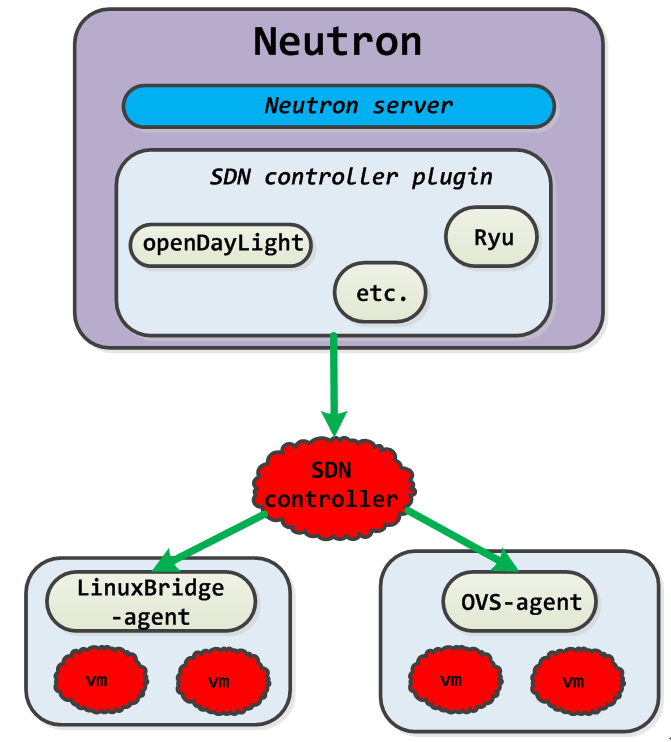 Neutron
Neutron server
SDN controller plugin
openDayLight
Ryu
etc.
SDN
controller
LinuxBridge
-agent
OVS-agent
vm
vm
vm
vm